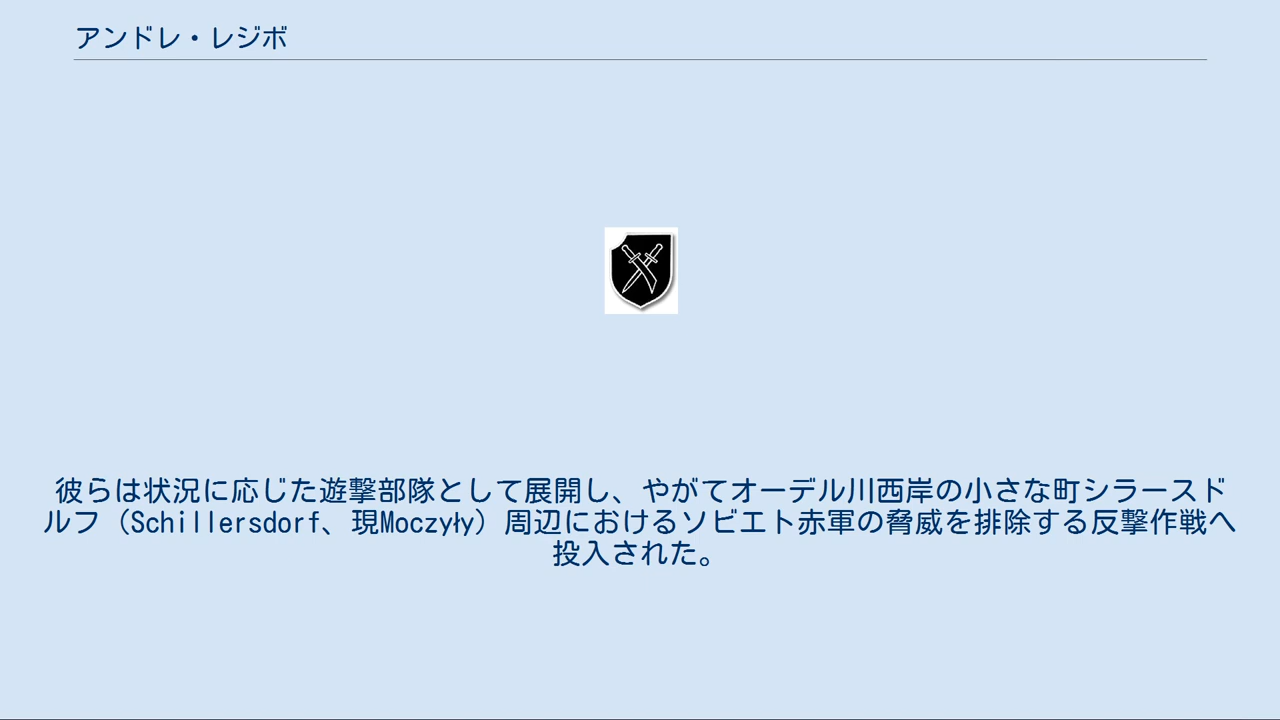 アンドレ・レジボ
彼らは状況に応じた遊撃部隊として展開し、やがてオーデル川西岸の小さな町シラースド
ルフ（Schillersdorf、現Moczyły）周辺におけるソビエト赤軍の脅威を排除する反撃作戦へ
投入された。